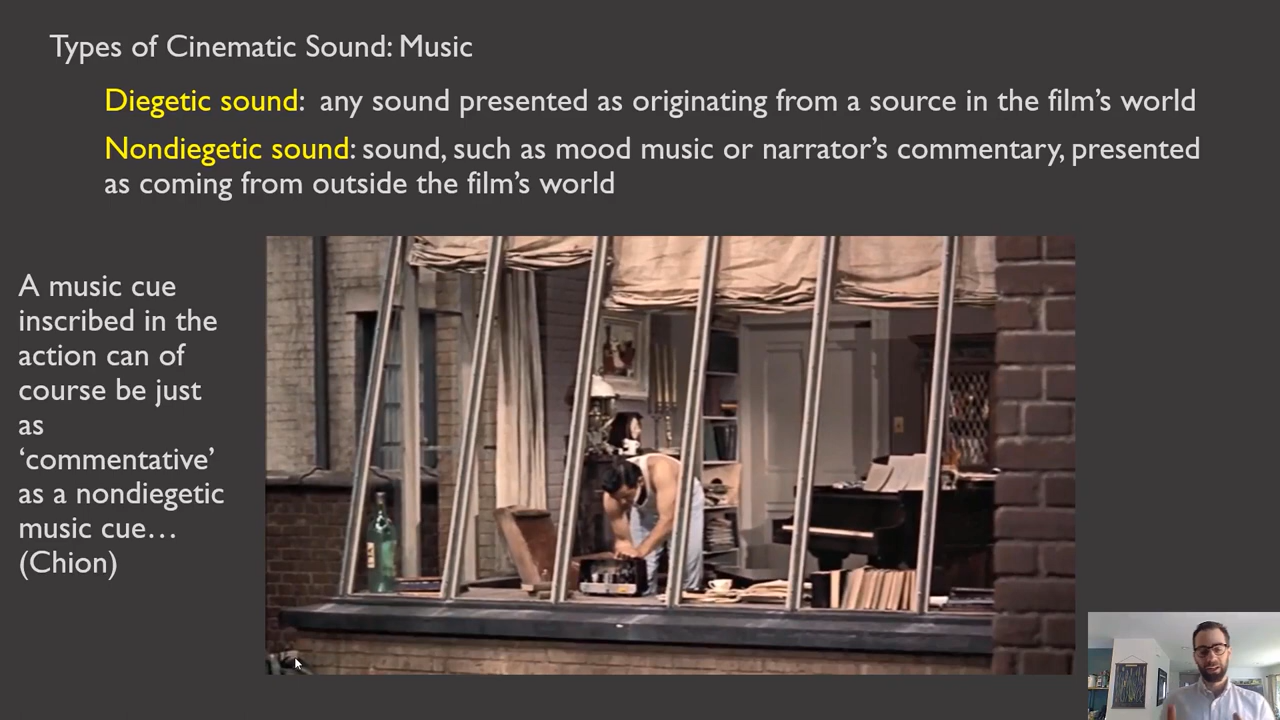 Types of Cinematic Sound: Music
Diegetic sound:  any sound presented as originating from a source in the film’s world
Nondiegetic sound: sound, such as mood music or narrator’s commentary, presented
as coming from outside the film’s world
A music cue
inscribed in the
action can of
course be just
as
‘commentative’
as a nondiegetic
music cue…
(Chion)